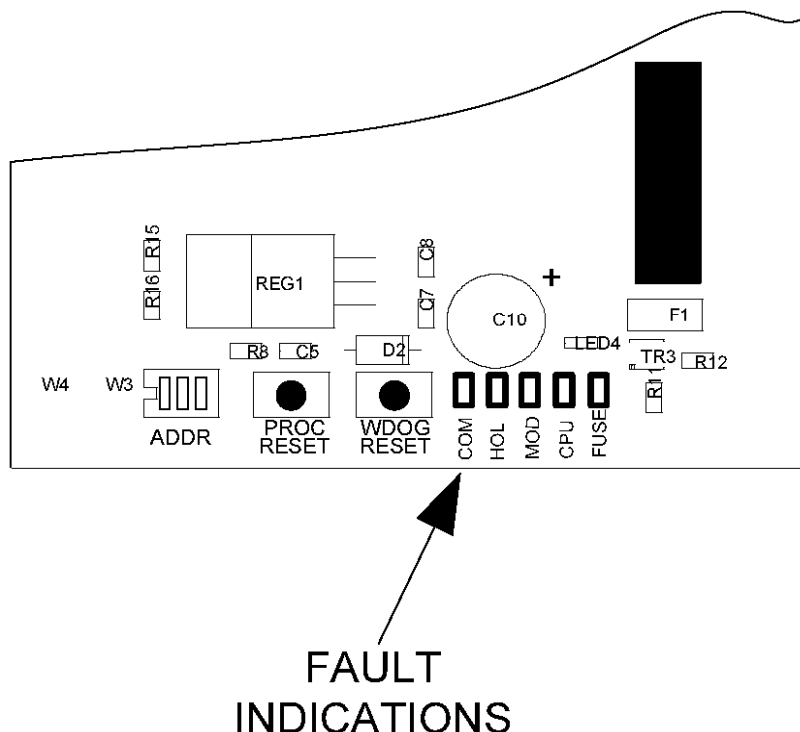 R15
R16
REG1
C8
C7
C10
+
F1
R8
C5
D2
LED4
TR3
R12
R11
W4
W3
ADDR
PROC
RESET
WDOG
RESET
COM
HOL
MOD
CPU
FUSE
FAULT
INDICATIONS